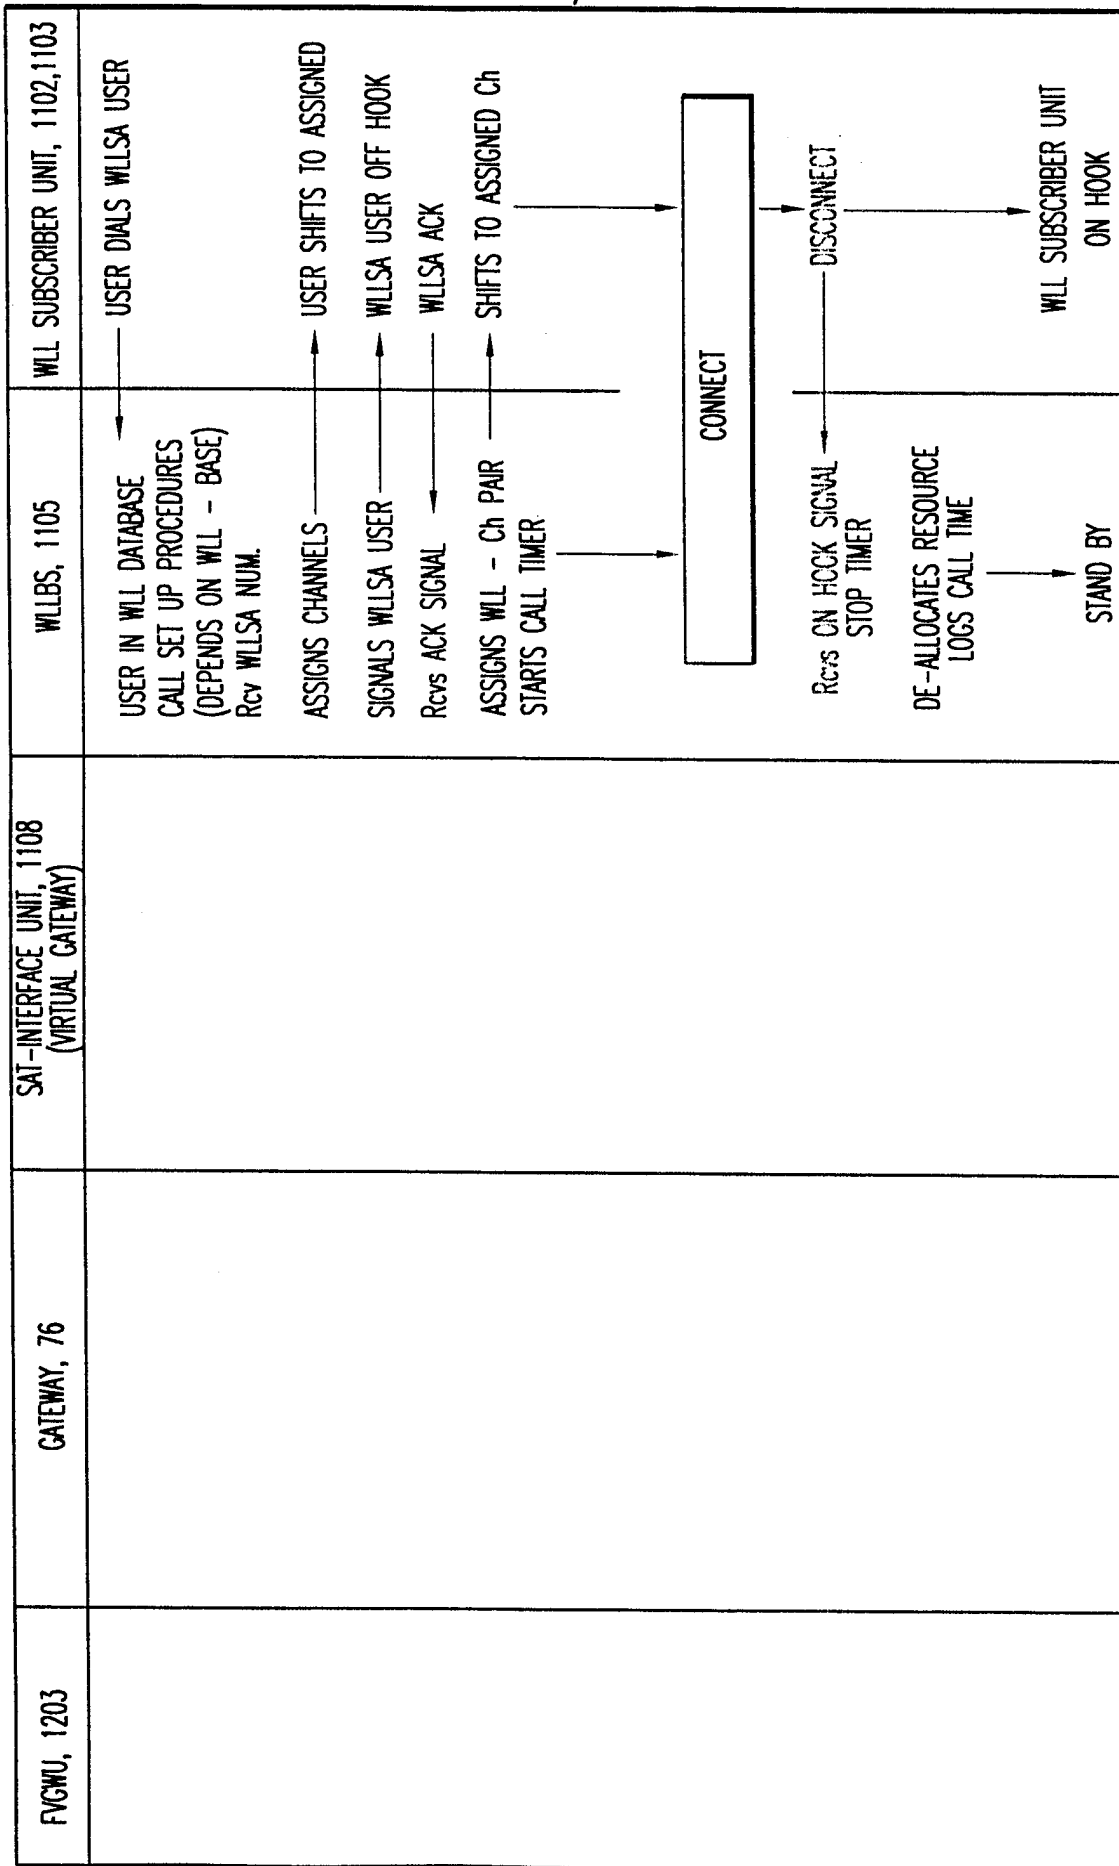 FVGWU, 1203
GATEWAY, 76
SAT-INTERFACE UNIT, 1108
(VIRTUAL GATEWAY)
WLLBS, 1105
WLL SUBSCRIBER UNIT, 1102,1103
USER IN WLL DATABASE
CALL SET UP PROCEDURES
(DEPENDS ON WLL - BASE)
Rcv WLLSA NUM.
USER DIALS WLLSA USER
ASSIGNS CHANNELS
USER SHIFTS TO ASSIGNED
SIGNALS WLLSA USER
WLLSA USER OFF HOOK
Rcvs ACK SIGNAL
WLLSA ACK
ASSIGNS WLL - Ch PAIR
STARTS CALL TIMER
SHIFTS TO ASSIGNED Ch
CONNECT
Rcvs ON HOOK SIGNAL
STOP TIMER
DISCONNECT
DE-ALLOCATES RESOURCE
LOGS CALL TIME
STAND BY
WLL SUBSCRIBER UNIT
ON HOOK